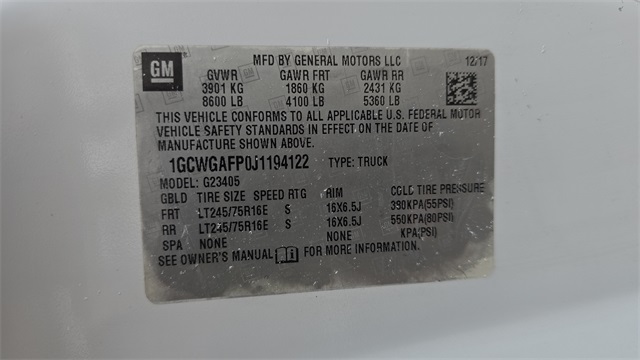 GM
MFD BY GENERAL MOTORS LLC
12/17
GVWR GAWR FRT GAWR RR
3901 KG 1860 KG 2431 KG
8600 LB 4100 LB 5360 LB
THIS VEHICLE CONFORMS TO ALL APPLICABLE U.S. FEDERAL MOTOR
VEHICLE SAFETY STANDARDS IN EFFECT ON THE DATE OF
MANUFACTURE SHOWN ABOVE.
1GCWGAFP0J1194122 TYPE: TRUCK
MODEL: G23405
GBLD TIRE SIZE SPEED RTG RIM COLD TIRE PRESSURE
FRT LT245/75R16E S 16X6.5J 390KPA(55PSI)
RR LT245/75R16E S 16X6.5J 550KPA(80PSI)
SPA NONE NONE KPA(PSI)
SEE OWNER'S MANUAL FOR MORE INFORMATION.